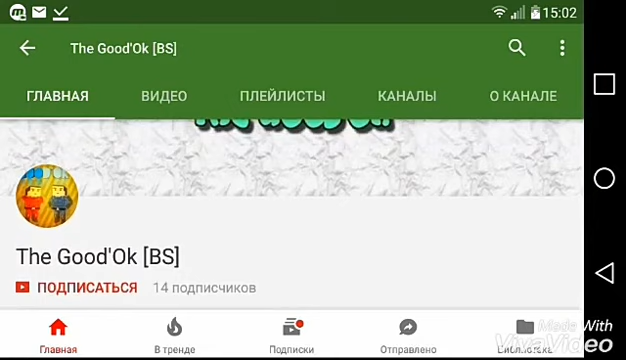 15:02
The Good'Ok [BS]
ГЛАВНАЯ ВИДЕО ПЛЕЙЛИСТЫ КАНАЛЫ О КАНАЛЕ
The Good'Ok [BS]
ПОДПИСАТЬСЯ 14 подписчиков
Главная В тренде Подписки Отправлено Библиотека
Made With
VivaVideo